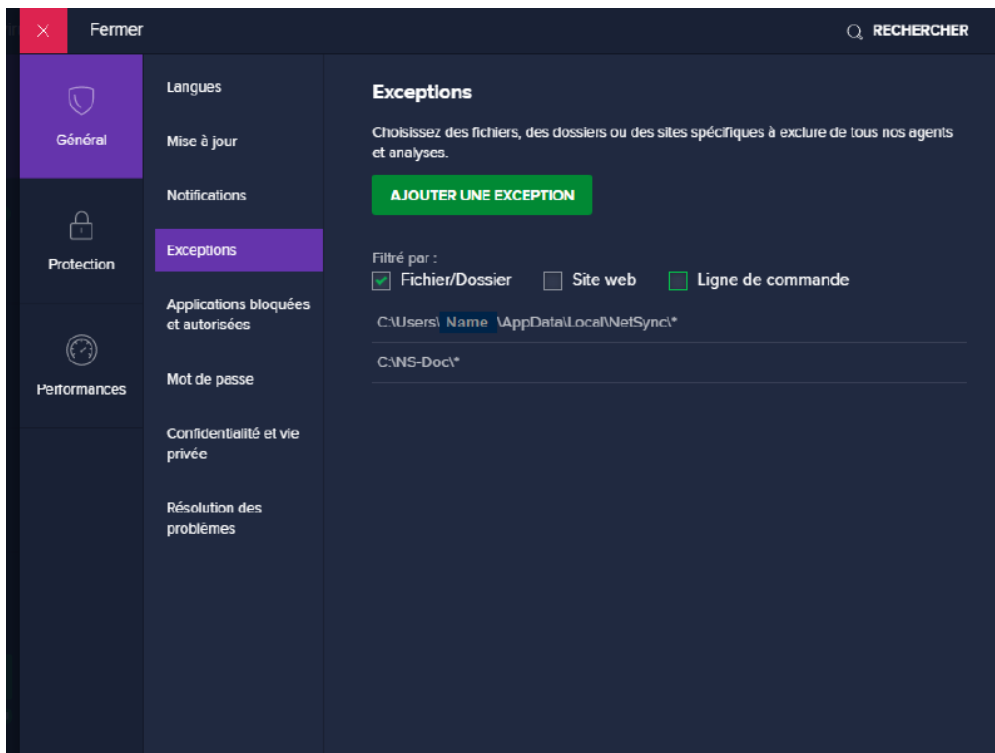 Fermer
RECHERCHER
Général
Protection
Performances
Langues
Mise à jour
Notifications
Exceptions
Applications bloquées
et autorisées
Mot de passe
Confidentialité et vie
privée
Résolution des
problèmes
Exceptions
Choisissez des fichiers, des dossiers ou des sites spécifiques à exclure de tous nos agents
et analyses.
AJOUTER UNE EXCEPTION
Filtré par :
Fichier/Dossier Site web Ligne de commande
C:\Users\ Name \AppData\Local\NetSync\*
C:\NS-Doc\*